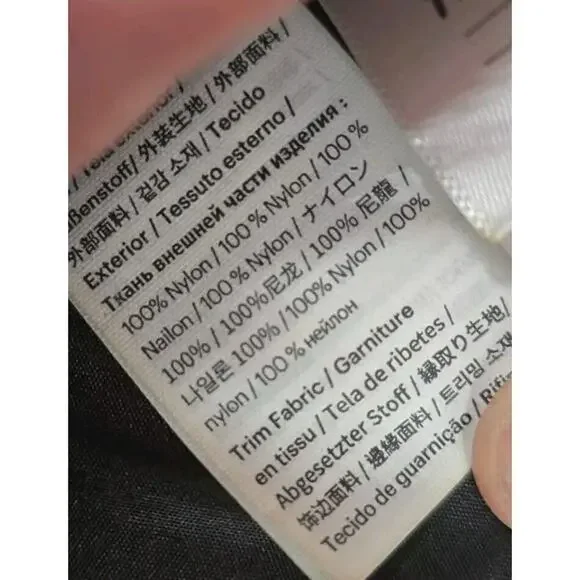 / Tela exterior /
ßenstoff/ 外装生地 / 外部面料 /
外部面料 / 겉감 소재 / Tecido
Exterior / Tessuto esterno /
Ткань внешней части изделия :
100% Nylon / 100 % Nylon / 100 %
Nailon / 100 % Nylon / ナイロン
100% / 100%尼龙 / 100% 尼龍 /
나일론 100% /100% Nylon / 100%
nylon / 100 % нейлон
Trim Fabric / Garniture
en tissu / Tela de ribetes /
Abgesetzter Stoff / 縁取り生地/
饰边面料 / 邊緣面料 / 트리밍 소재
Tecido de guarnição / Rifi